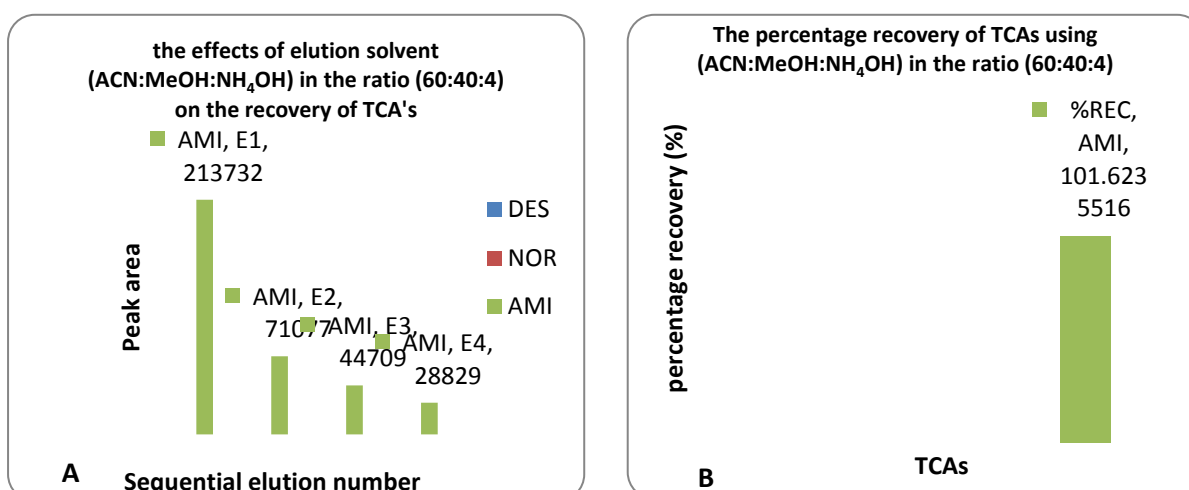 the effects of elution solvent
(ACN:MeOH:NH₄OH) in the ratio (60:40:4)
on the recovery of TCA's
AMI, E1,
213732
AMI, E2,
71077
AMI, E3,
44709
AMI, E4,
28829
DES
NOR
AMI
Peak area
Sequential elution number
A
The percentage recovery of TCAs using
(ACN:MeOH:NH₄OH) in the ratio (60:40:4)
%REC,
AMI,
101.623
5516
percentage recovery (%)
TCAs
B